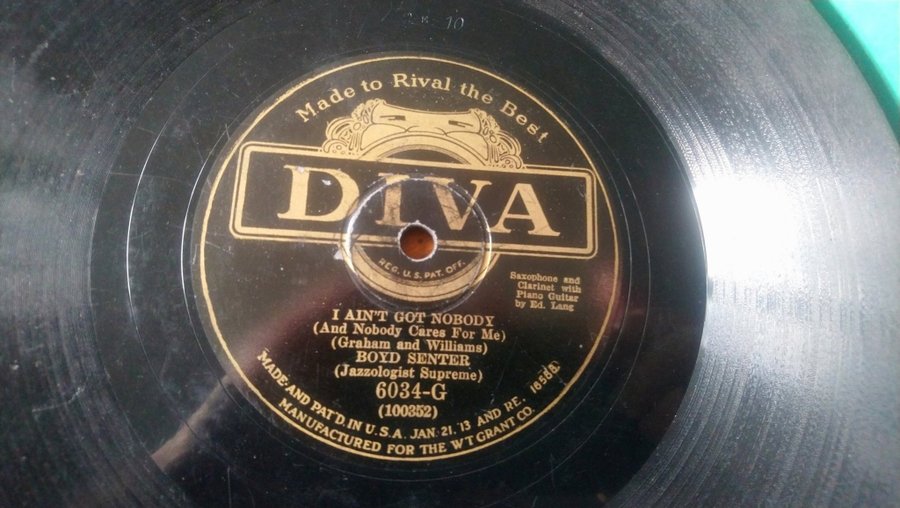 Made to Rival the Best
DIVA
REG. U.S. PAT. OFF.
Saxophone and
Clarinet with
Piano Guitar
by Ed. Lang
I AIN'T GOT NOBODY
(And Nobody Cares For Me)
(Graham and Williams)
BOYD SENTER
(Jazzologist Supreme)
6034-G
(100352)
MADE AND PAT'D. IN U.S.A. JAN. 21, '13 AND RE. 16588.
MANUFACTURED FOR THE W T GRANT CO.